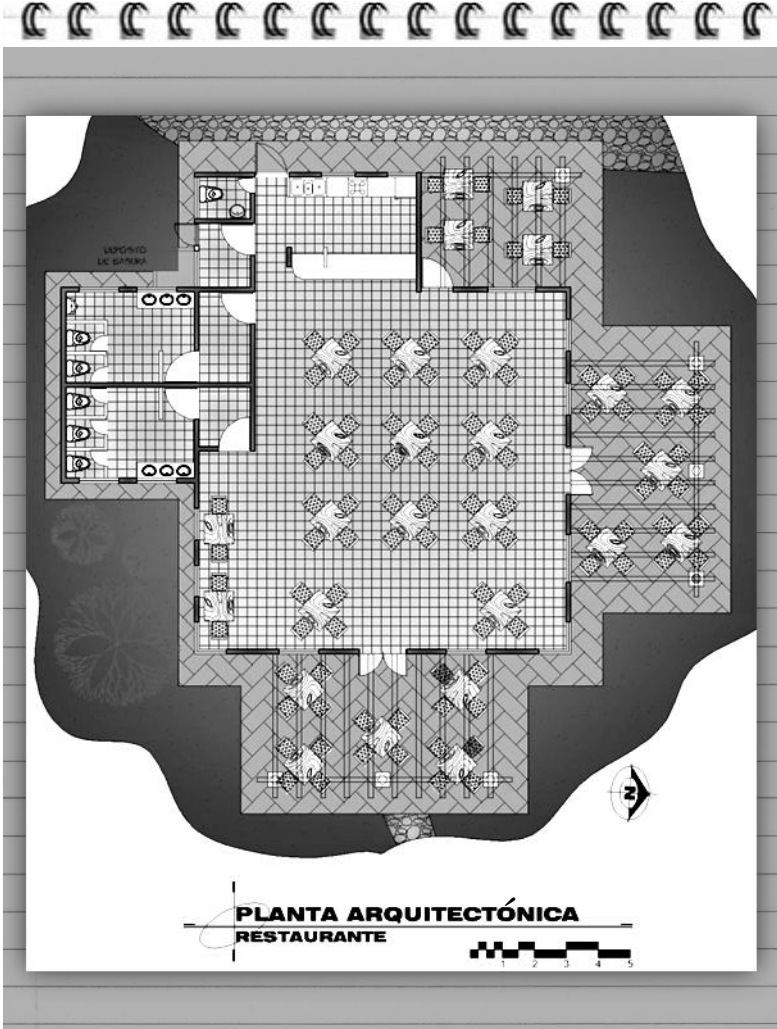 DEPOSITO
DE BASURA
N
PLANTA ARQUITECTÓNICA
RESTAURANTE
1 2 3 4 5